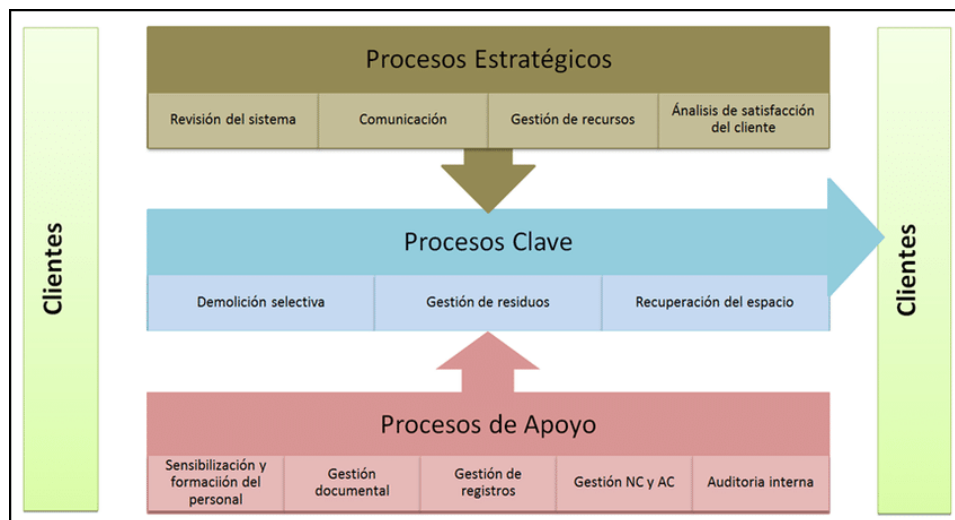 Clientes
Procesos Estratégicos
Revisión del sistema
Comunicación
Gestión de recursos
Ánalisis de satisfacción
del cliente
Procesos Clave
Demolición selectiva
Gestión de residuos
Recuperación del espacio
Procesos de Apoyo
Sensibilización y
formaciión del
personal
Gestión
documental
Gestión de
registros
Gestión NC y AC
Auditoria interna
Clientes